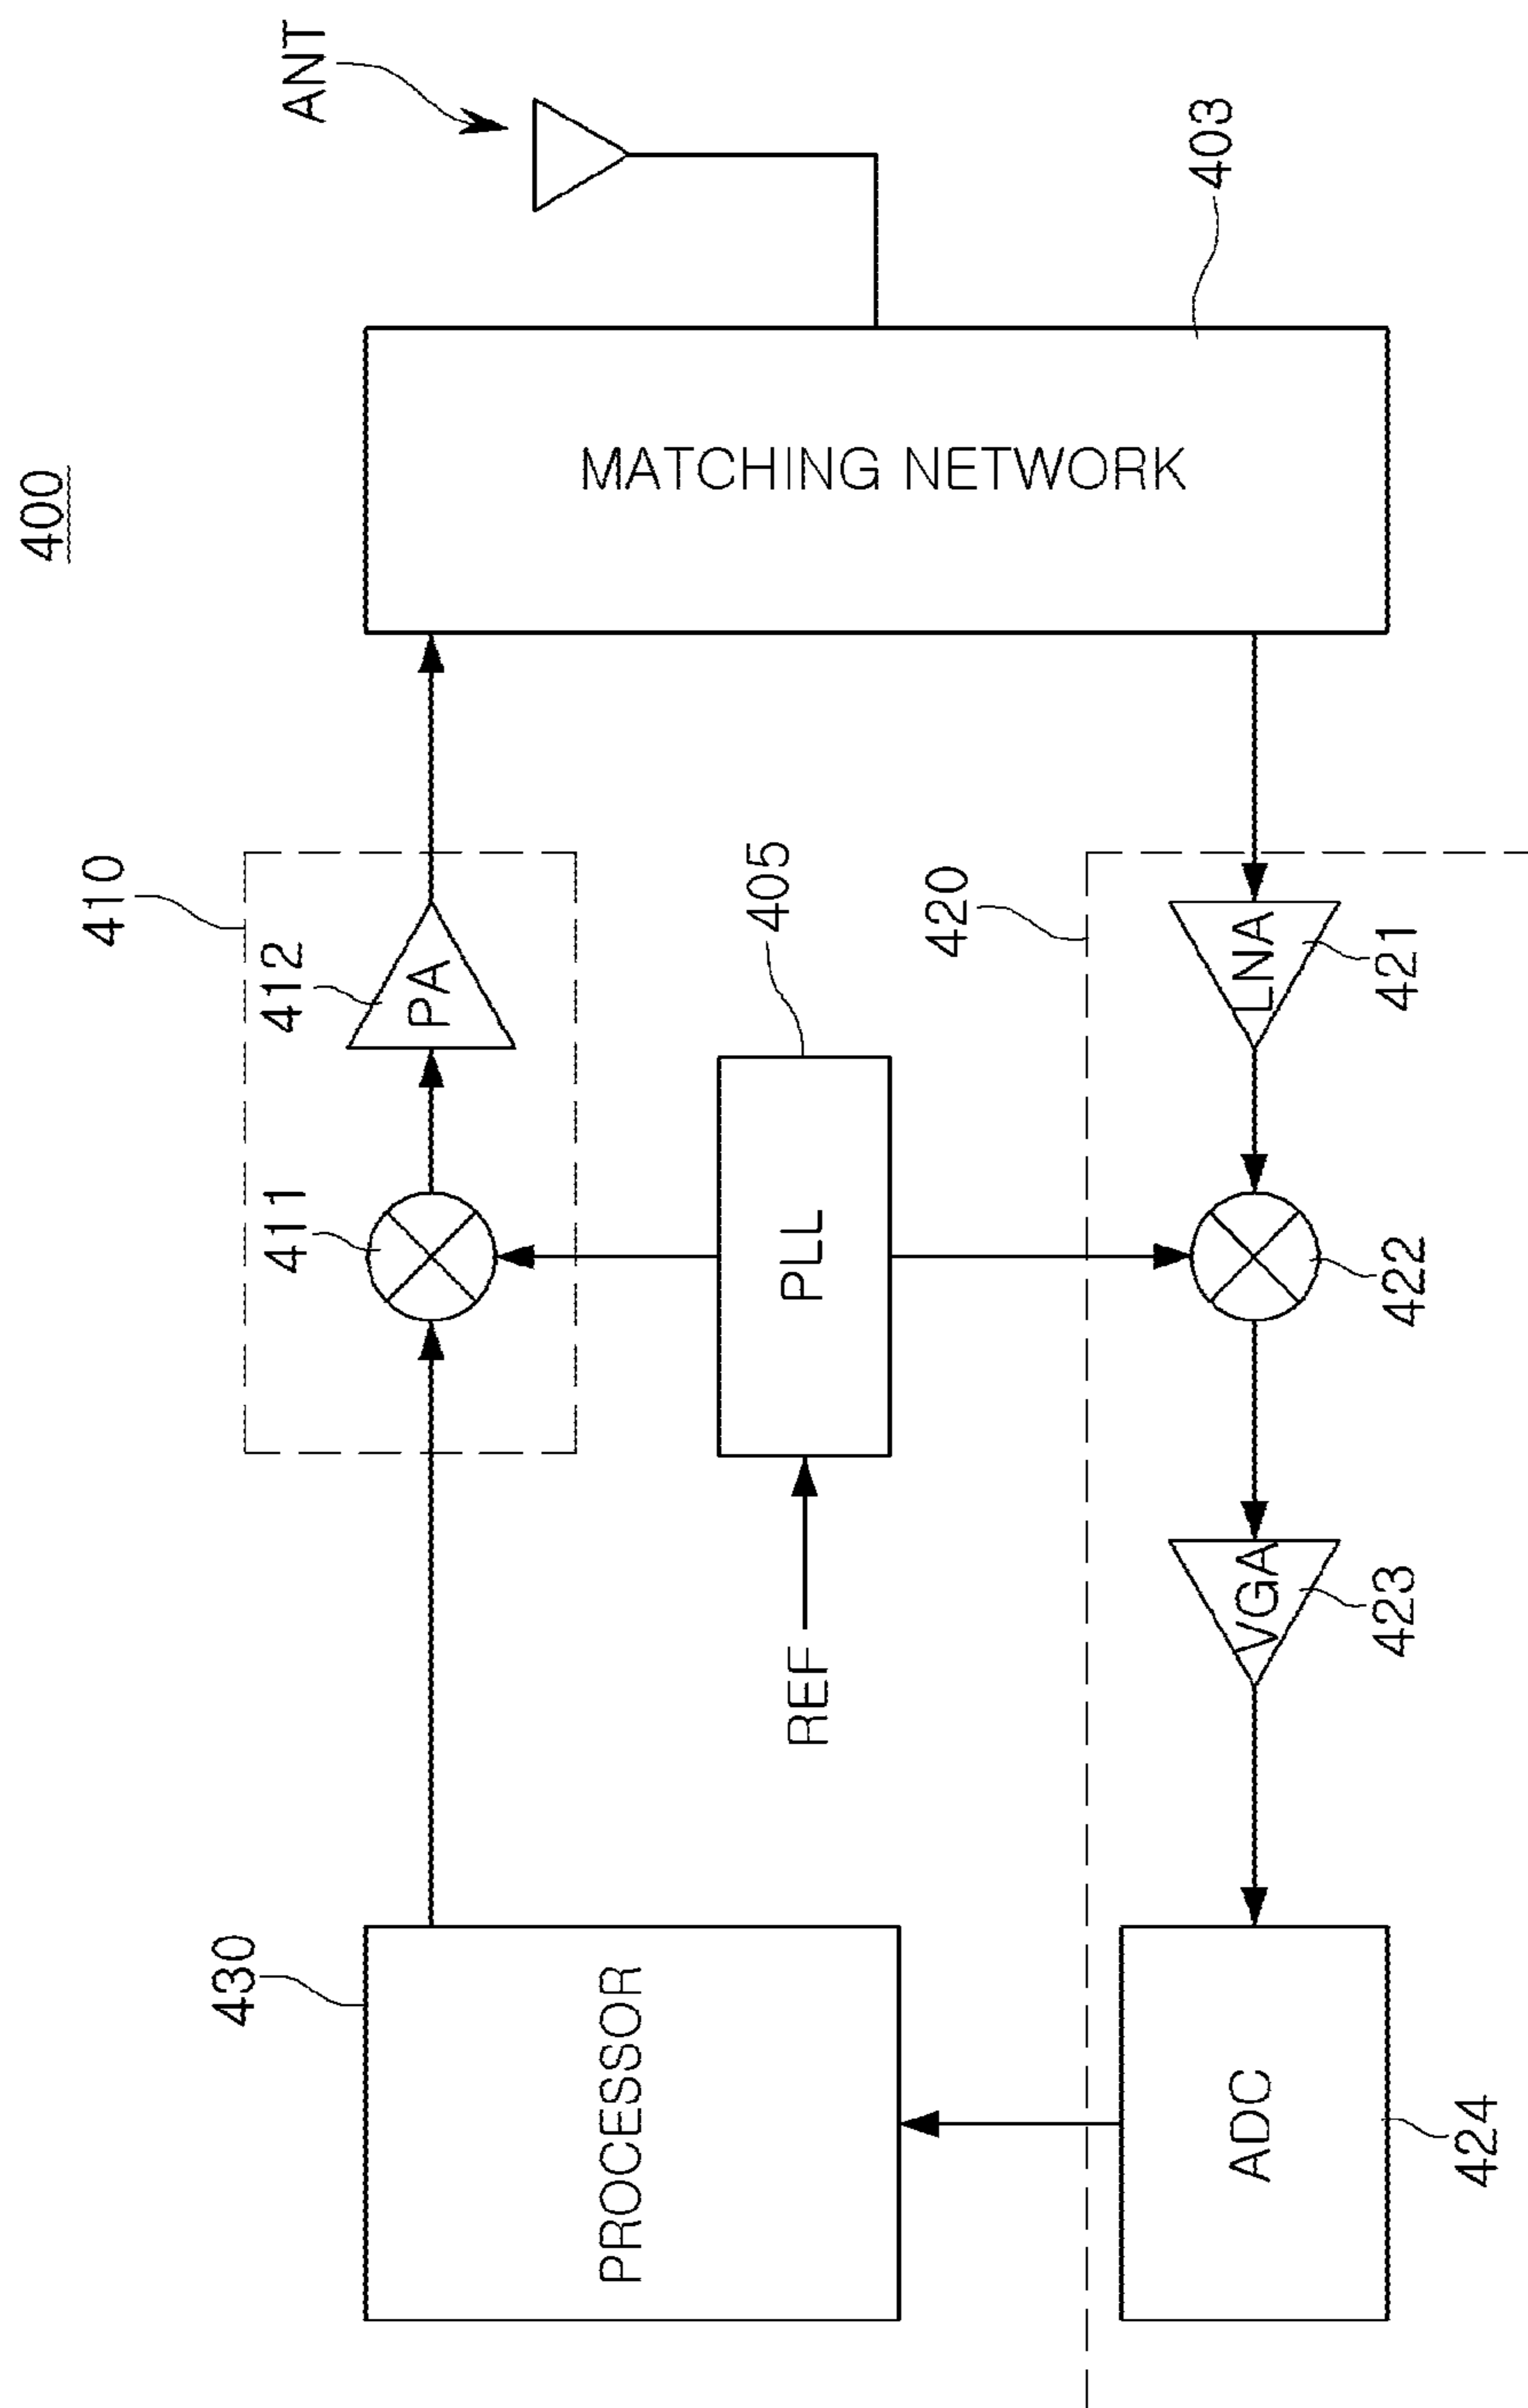 400
ANT
410
412
PA
411
430
PROCESSOR
MATCHING NETWORK
403
405
PLL
REF
420
LNA
421
422
VGA
423
ADC
424